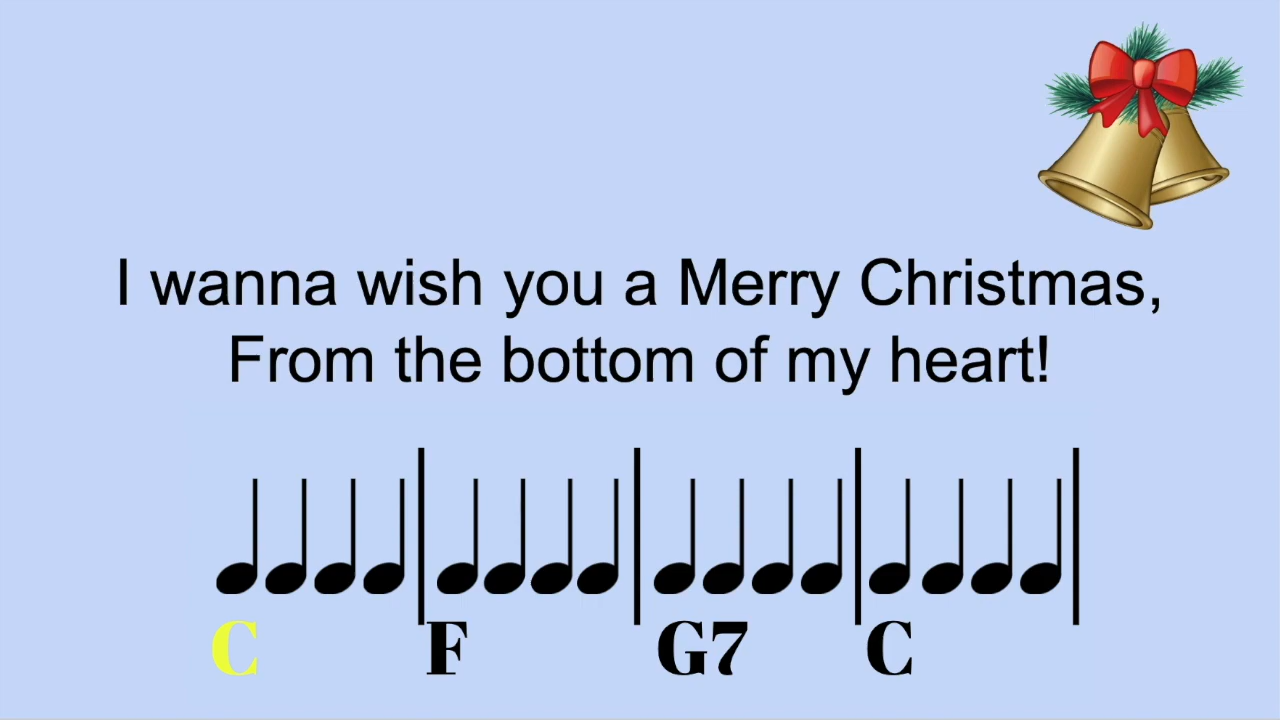 I wanna wish you a Merry Christmas,
From the bottom of my heart!
C F G7 C